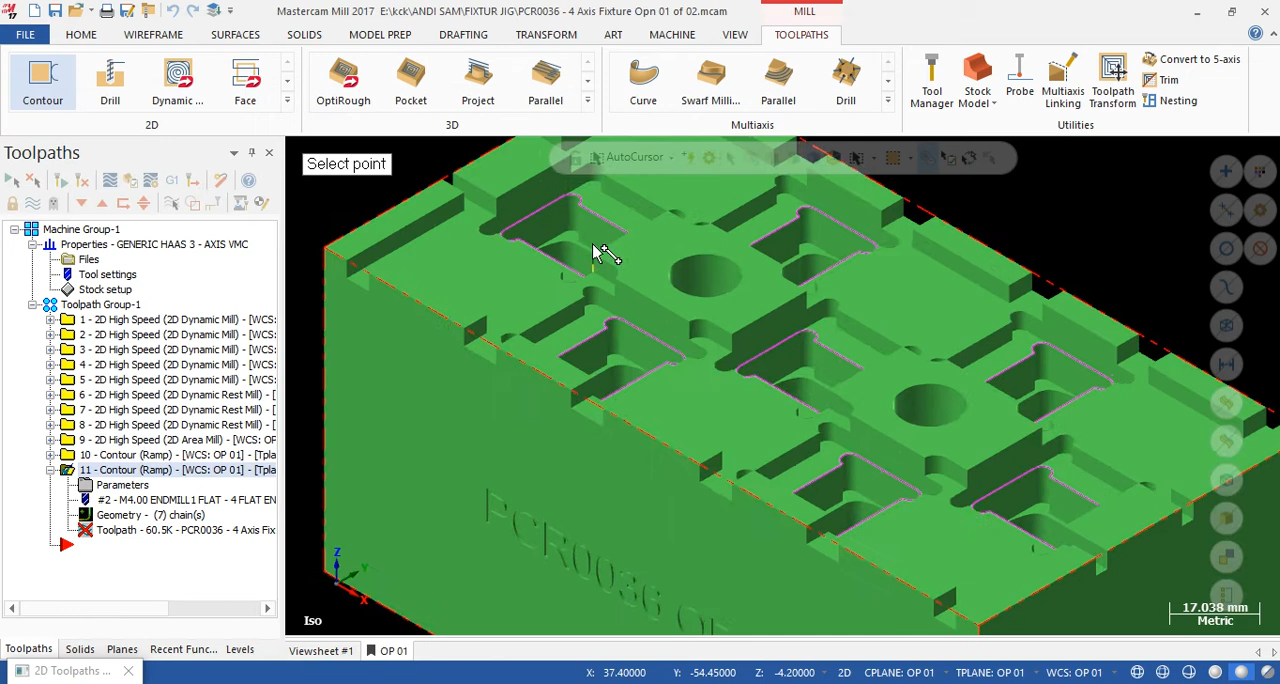 Mastercam Mill 2017 E:\kck\ANDI SAM\FIXTUR JIG\PCR0036 - 4 Axis Fixture Opn 01 of 02.mcam
MILL
FILE HOME WIREFRAME SURFACES SOLIDS MODEL PREP DRAFTING TRANSFORM ART MACHINE VIEW TOOLPATHS
Contour Drill Dynamic ... Face
2D
OptiRough Pocket Project Parallel
3D
Curve Swarf Milli... Parallel Drill
Multiaxis
Tool Manager
Stock Model
Probe
Multiaxis Linking
Toolpath Transform
Convert to 5-axis
Trim
Nesting
Utilities
Toolpaths
G1
Machine Group-1
Properties - GENERIC HAAS 3 - AXIS VMC
Files
Tool settings
Stock setup
Toolpath Group-1
1 - 2D High Speed (2D Dynamic Mill) - [WCS:
2 - 2D High Speed (2D Dynamic Mill) - [WCS:
3 - 2D High Speed (2D Dynamic Mill) - [WCS:
4 - 2D High Speed (2D Dynamic Mill) - [WCS:
5 - 2D High Speed (2D Dynamic Mill) - [WCS:
6 - 2D High Speed (2D Dynamic Rest Mill) - [
7 - 2D High Speed (2D Dynamic Rest Mill) - [
8 - 2D High Speed (2D Dynamic Rest Mill) - [
9 - 2D High Speed (2D Area Mill) - [WCS: OP
10 - Contour (Ramp) - [WCS: OP 01] - [Tpla
11 - Contour (Ramp) - [WCS: OP 01] - [Tpla
Parameters
#2 - M4.00 ENDMILL1 FLAT - 4 FLAT EN
Geometry - (7) chain(s)
Toolpath - 60.5K - PCR0036 - 4 Axis Fix
Select point
AutoCursor
PCR0036 O
Z
Y
X
Iso
17.038 mm
Metric
Toolpaths Solids Planes Recent Func... Levels
Viewsheet #1 OP 01
2D Toolpaths ...
X: 37.40000 Y: -54.45000 Z: -4.20000 2D CPLANE: OP 01 TPLANE: OP 01 WCS: OP 01